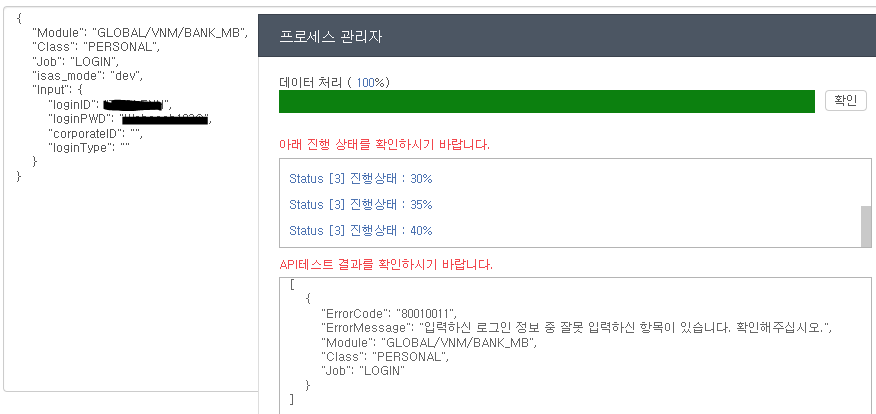 {
"Module": "GLOBAL/VNM/BANK_MB",
"Class": "PERSONAL",
"Job": "LOGIN",
"isas_mode": "dev",
"Input": {
"loginID":
"loginPWD":
"corporateID": "",
"loginType": ""
}
}
프로세스 관리자
데이터 처리 ( 100%)
확인
아래 진행 상태를 확인하시기 바랍니다.
Status [3] 진행상태 : 30%
Status [3] 진행상태 : 35%
Status [3] 진행상태 : 40%
API테스트 결과를 확인하시기 바랍니다.
[
{
"ErrorCode": "80010011",
"ErrorMessage": "입력하신 로그인 정보 중 잘못 입력하신 항목이 있습니다. 확인해주십시오.",
"Module": "GLOBAL/VNM/BANK_MB",
"Class": "PERSONAL",
"Job": "LOGIN"
}
]